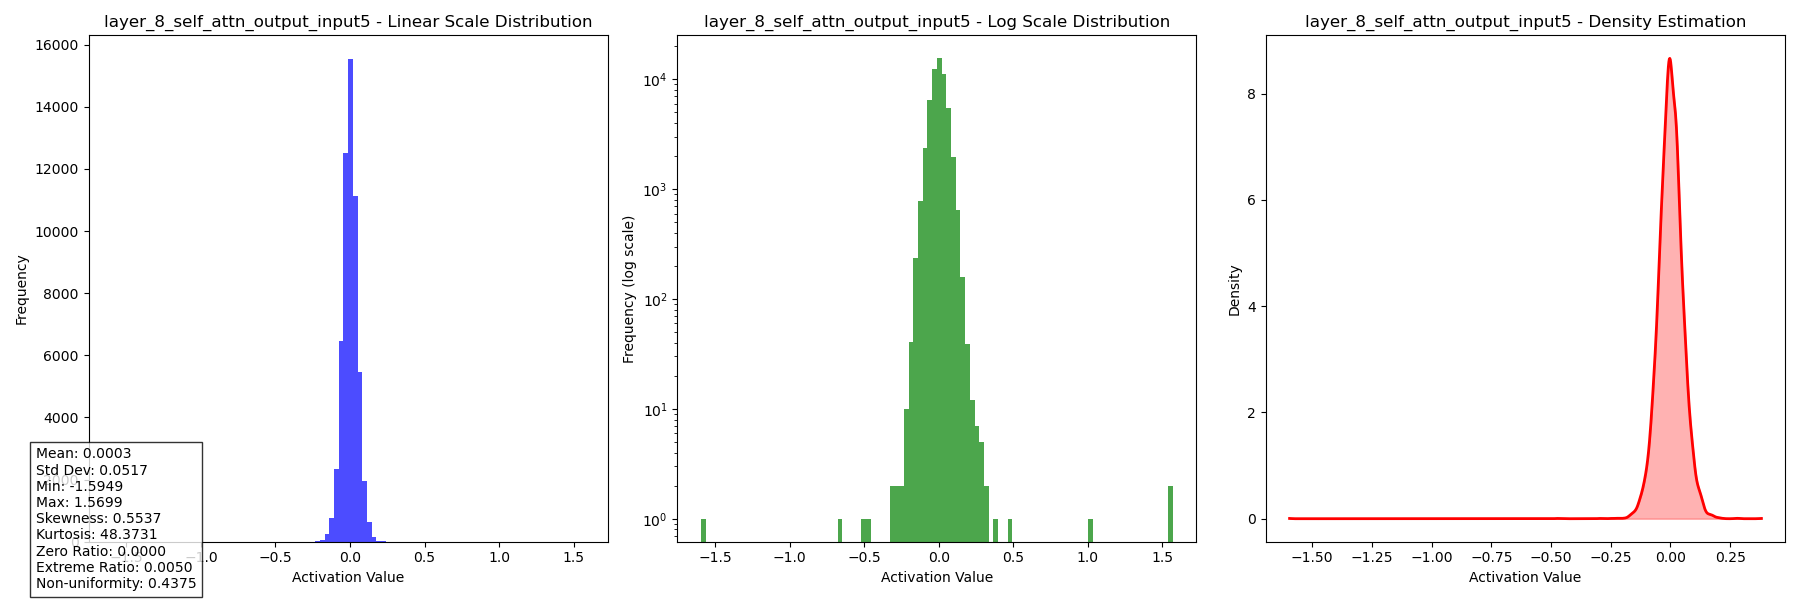 layer_8_self_attn_output_input5 - Linear Scale Distribution
16000
14000
12000
10000
8000
6000
4000
Frequency
−0.5
0.0
0.5
1.0
1.5
Activation Value
Mean: 0.0003
Std Dev: 0.0517
Min: -1.5949
Max: 1.5699
Skewness: 0.5537
Kurtosis: 48.3731
Zero Ratio: 0.0000
Extreme Ratio: 0.0050
Non-uniformity: 0.4375
layer_8_self_attn_output_input5 - Log Scale Distribution
10^4
10^3
10^2
10^1
10^0
Frequency (log scale)
−1.5
−1.0
−0.5
0.0
0.5
1.0
1.5
Activation Value
layer_8_self_attn_output_input5 - Density Estimation
8
6
4
2
0
Density
−1.50
−1.25
−1.00
−0.75
−0.50
−0.25
0.00
0.25
Activation Value